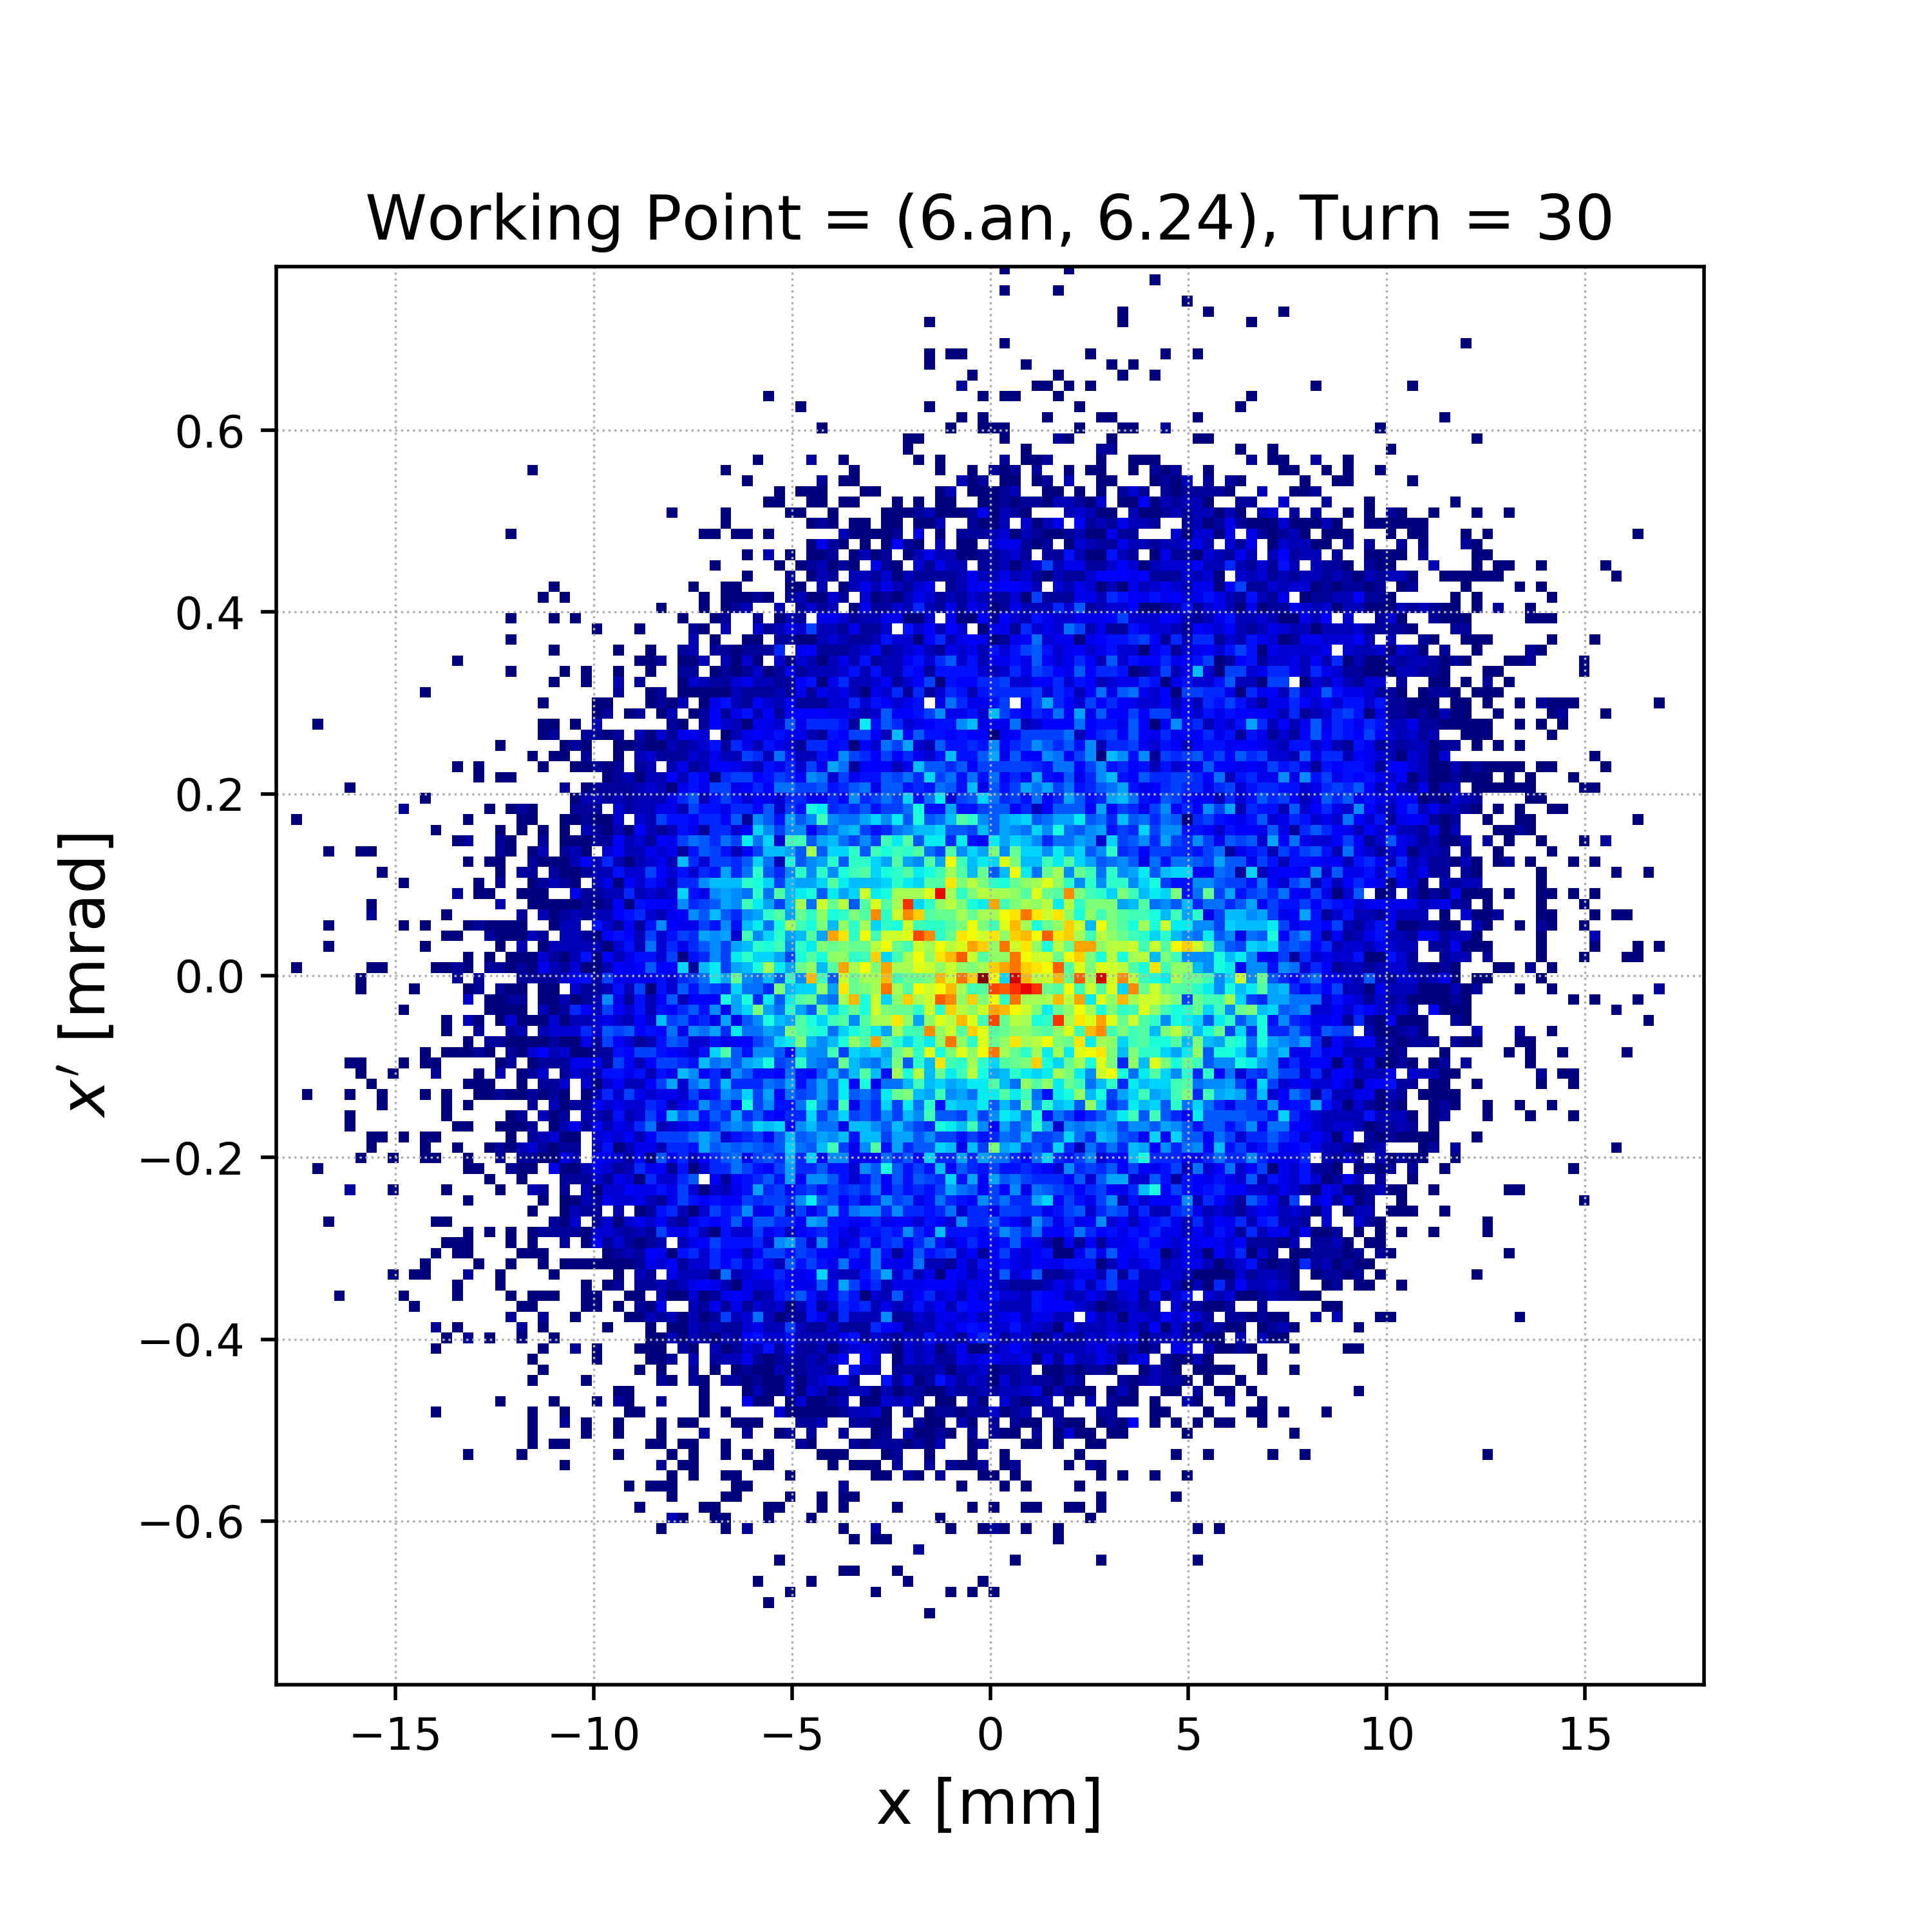 Working Point = (6.an, 6.24), Turn = 30
x′ [mrad]
0.6
0.4
0.2
0.0
−0.2
−0.4
−0.6
−15 −10 −5 0 5 10 15
x [mm]